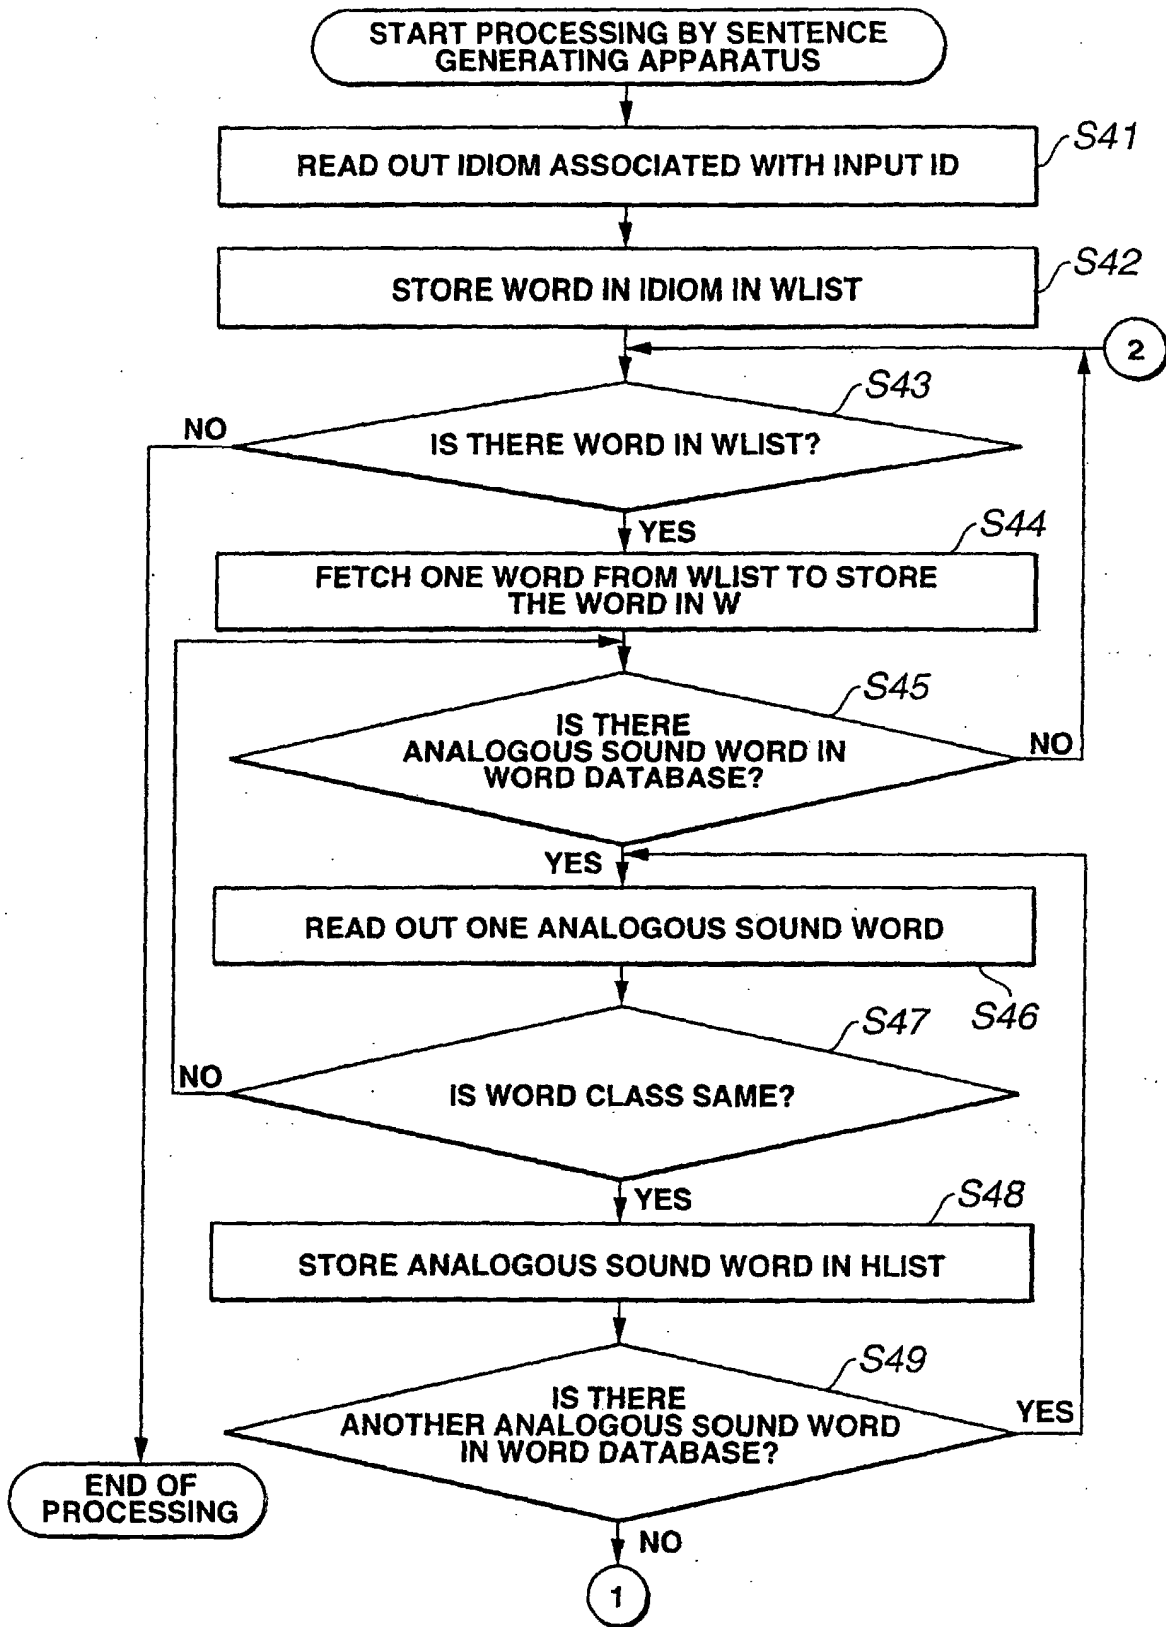 START PROCESSING BY SENTENCE
GENERATING APPARATUS
S41
READ OUT IDIOM ASSOCIATED WITH INPUT ID
S42
STORE WORD IN IDIOM IN WLIST
2
S43
NO
IS THERE WORD IN WLIST?
YES
S44
FETCH ONE WORD FROM WLIST TO STORE
THE WORD IN W
S45
IS THERE
ANALOGOUS SOUND WORD IN
WORD DATABASE?
NO
YES
READ OUT ONE ANALOGOUS SOUND WORD
S46
S47
NO
IS WORD CLASS SAME?
YES
S48
STORE ANALOGOUS SOUND WORD IN HLIST
S49
IS THERE
ANOTHER ANALOGOUS SOUND WORD
IN WORD DATABASE?
YES
END OF
PROCESSING
NO
1